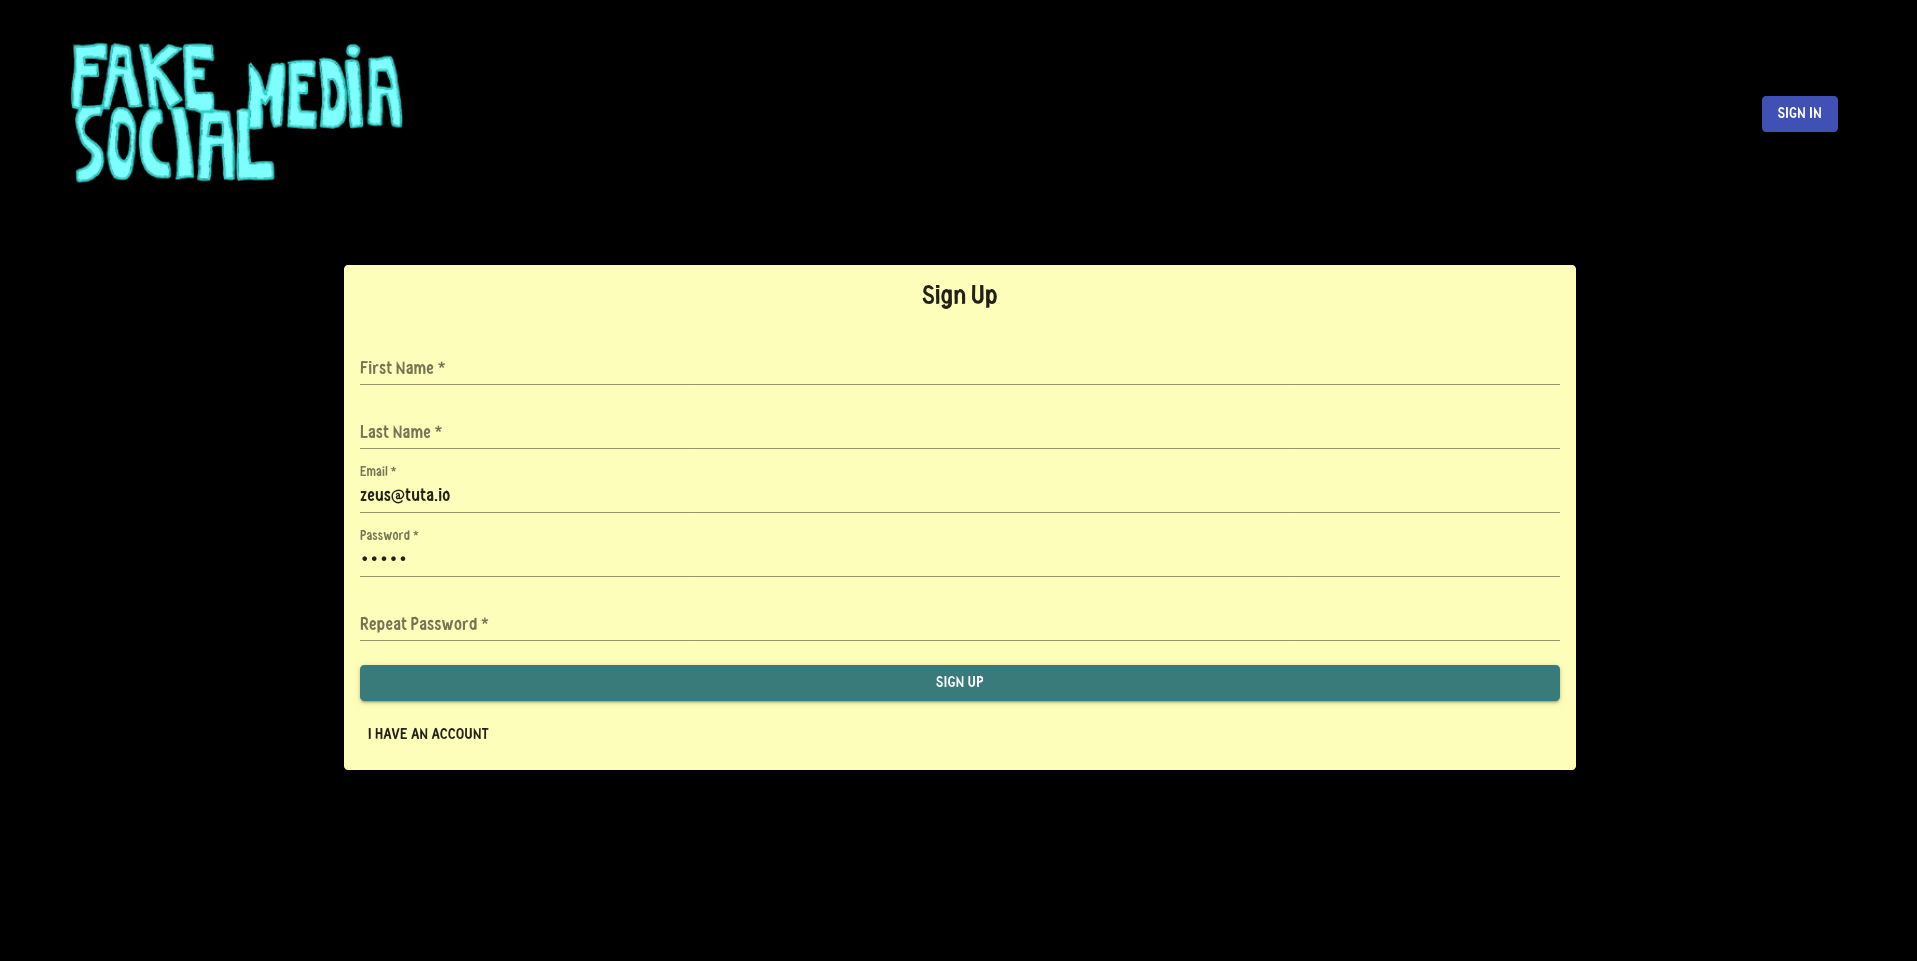 FAKE
SOCIAL MEDIA
SIGN IN
Sign Up
First Name *
Last Name *
Email *
zeus@tuta.io
Password *
•••••
Repeat Password *
SIGN UP
I HAVE AN ACCOUNT